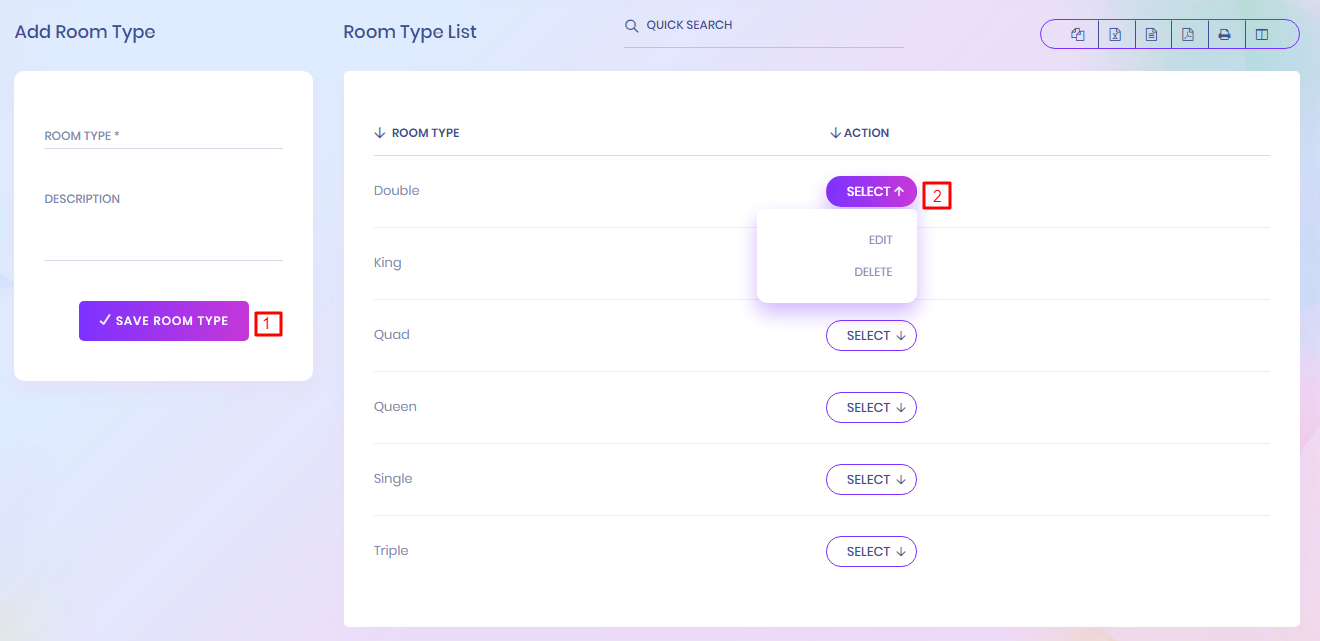 Add Room Type
Room Type List
QUICK SEARCH
ROOM TYPE *
DESCRIPTION
SAVE ROOM TYPE
1
ROOM TYPE ACTION
Double SELECT
2
EDIT
DELETE
King
Quad SELECT
Queen SELECT
Single SELECT
Triple SELECT